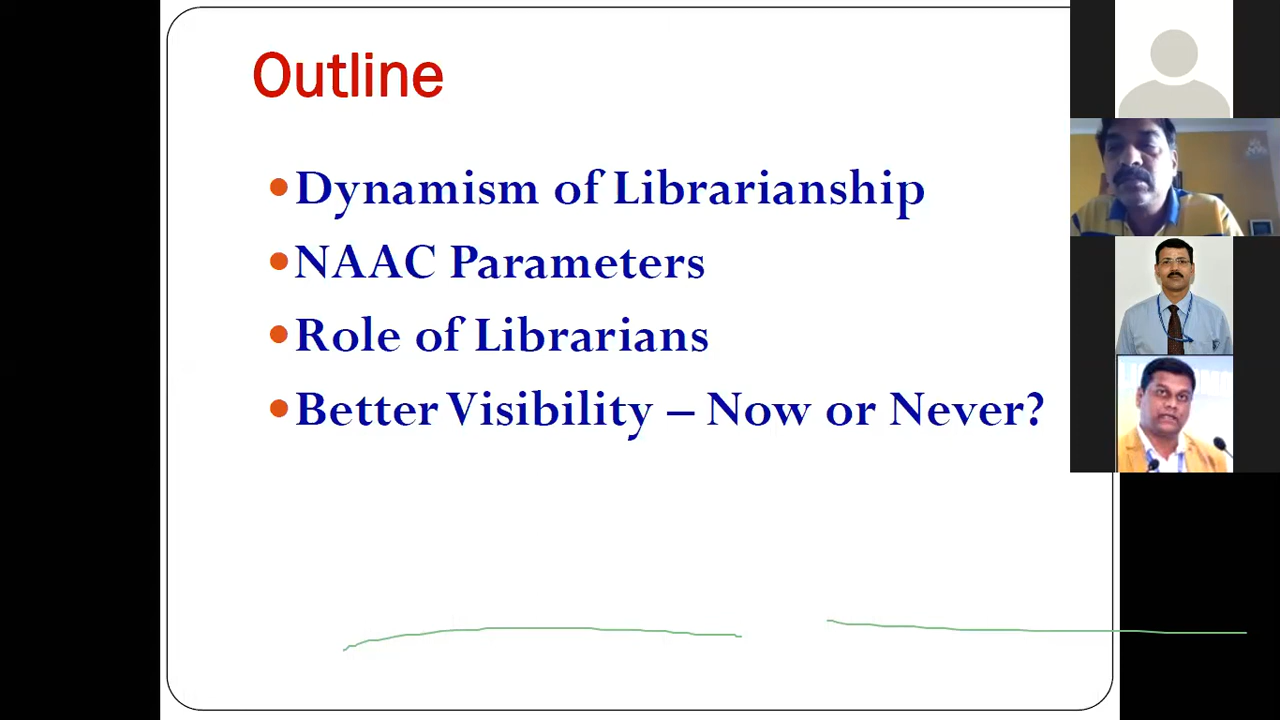 Outline
•Dynamism of Librarianship
•NAAC Parameters
•Role of Librarians
•Better Visibility – Now or Never?